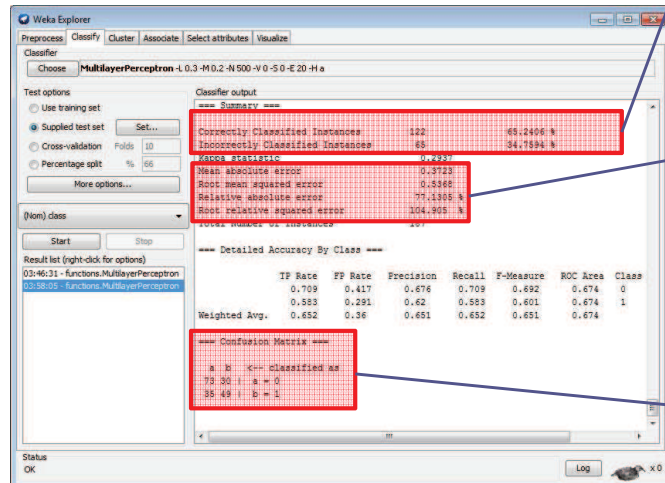 Weka Explorer
Preprocess Classify Cluster Associate Select attributes Visualize
Classifier
Choose MultilayerPerceptron -L 0.3 -M 0.2 -N 500 -V 0 -S 0 -E 20 -H a
Test options
Use training set
Supplied test set Set...
Cross-validation Folds 10
Percentage split % 66
More options...
(Nom) class
Start Stop
Result list (right-click for options)
03:46:31 - functions.MultilayerPerceptron
03:58:05 - functions.MultilayerPerceptron
Classifier output
=== Summary ===
Correctly Classified Instances 122 65.2406 %
Incorrectly Classified Instances 65 34.7594 %
Kappa statistic 0.2937
Mean absolute error 0.3723
Root mean squared error 0.5368
Relative absolute error 77.1305 %
Root relative squared error 104.905 %
Total Number of Instances 187
=== Detailed Accuracy By Class ===
TP Rate FP Rate Precision Recall F-Measure ROC Area Class
0.709 0.417 0.676 0.709 0.692 0.674 0
0.583 0.291 0.62 0.583 0.601 0.674 1
Weighted Avg. 0.652 0.36 0.651 0.652 0.651 0.674
=== Confusion Matrix ===
a b <-- classified as
73 30 | a = 0
35 49 | b = 1
Status
OK
Log
x 0